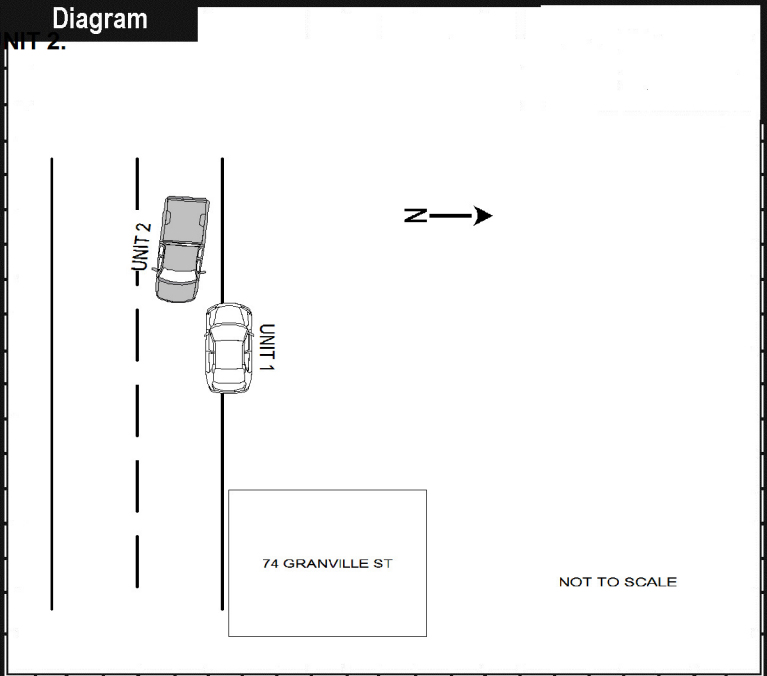 Diagram
NIT 2.
N
UNIT 2
UNIT 1
74 GRANVILLE ST
NOT TO SCALE